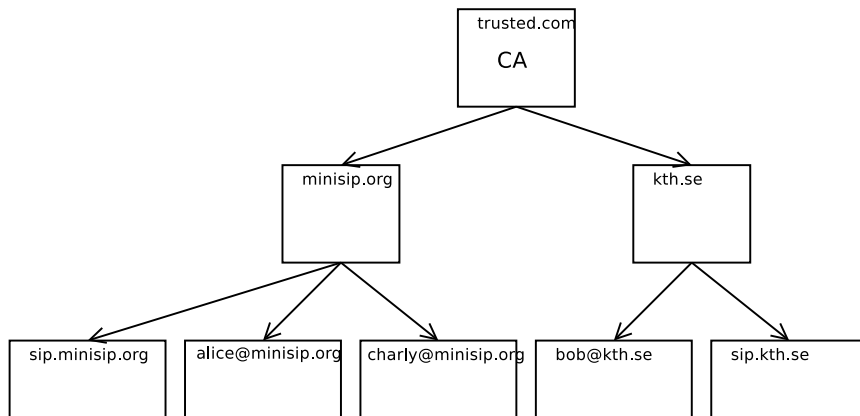 trusted.com
CA
minisip.org
kth.se
sip.minisip.org
alice@minisip.org
charly@minisip.org
bob@kth.se
sip.kth.se